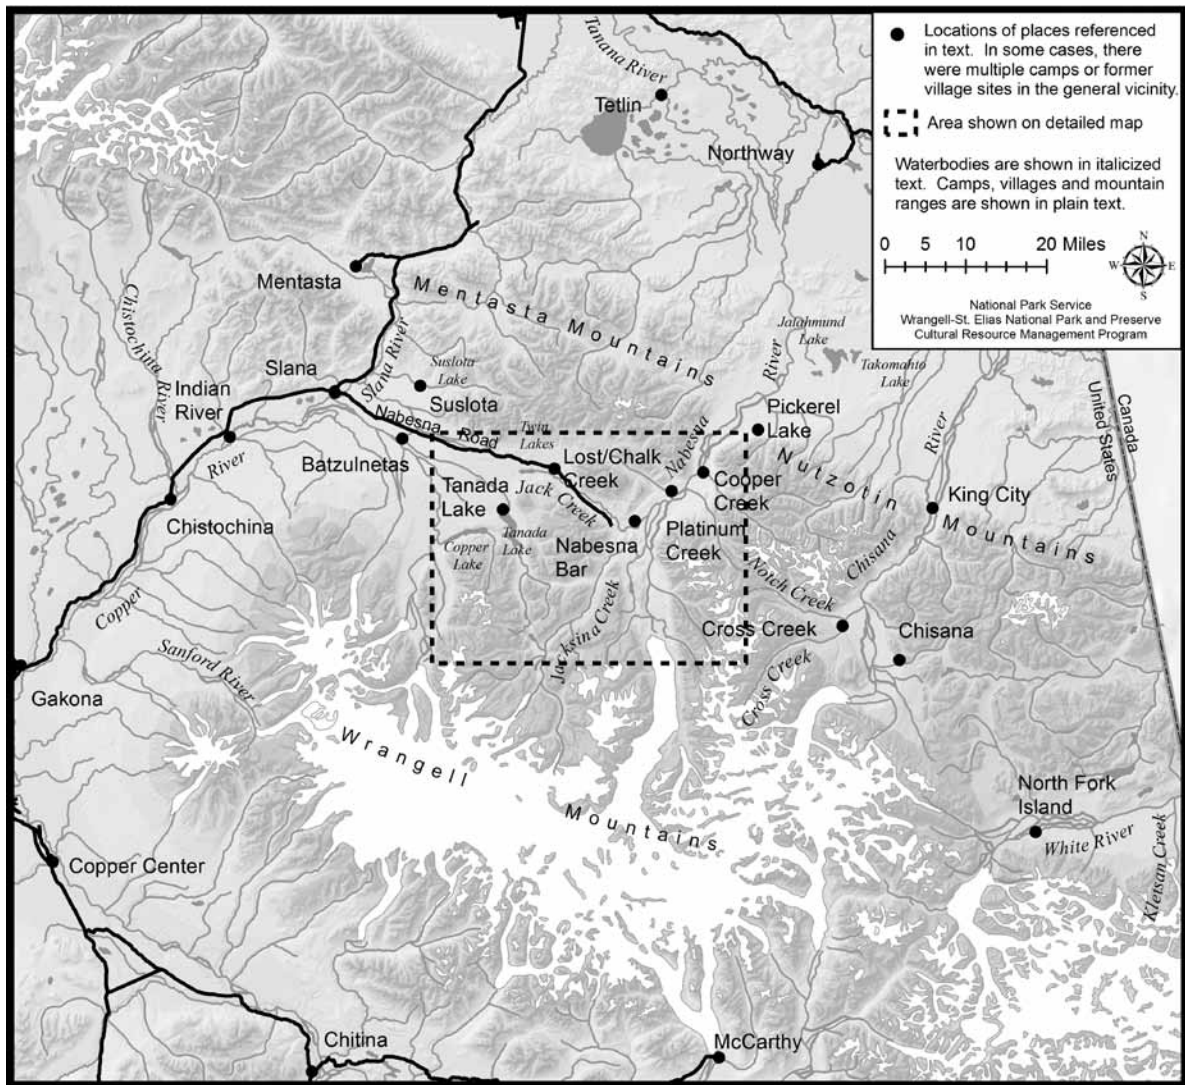 Locations of places referenced
in text. In some cases, there
were multiple camps or former
village sites in the general vicinity.
Area shown on detailed map
Waterbodies are shown in italicized
text. Camps, villages and mountain
ranges are shown in plain text.
0 5 10 20 Miles
N
W E
S
National Park Service
Wrangell-St. Elias National Park and Preserve
Cultural Resource Management Program
Tanana River
Tetlin
Northway
Mentasta
Mentasta Mountains
Chistochina River
Slana River
Jatahmund
Lake
Takomahto
Lake
Canada
United States
Slana
Suslota
Lake
Suslota
Indian
River
Nabesna Road
Twin
Lakes
Nabesna River
Pickerel
Lake
River
Batzulnetas
Lost/Chalk
Creek
Cooper
Creek
Nutzotin Mountains
King City
Chistochina
Tanada
Lake
Jack Creek
Tanada
Lake
Copper
Lake
Nabesna
Bar
Platinum
Creek
Chisana River
Notch Creek
Copper
Jacksina Creek
Cross Creek
Chisana
Cross Creek
Sanford River
Gakona
Wrangell
Mountains
North Fork
Island
White River
Kletsan Creek
Copper Center
Chitina
McCarthy